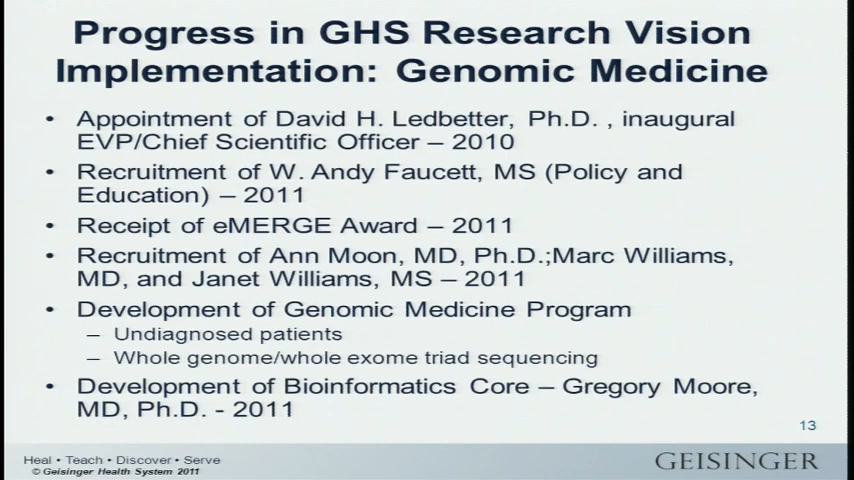 Progress in GHS Research Vision
Implementation: Genomic Medicine
• Appointment of David H. Ledbetter, Ph.D. , inaugural
EVP/Chief Scientific Officer – 2010
• Recruitment of W. Andy Faucett, MS (Policy and
Education) – 2011
• Receipt of eMERGE Award – 2011
• Recruitment of Ann Moon, MD, Ph.D.;Marc Williams,
MD, and Janet Williams, MS – 2011
• Development of Genomic Medicine Program
– Undiagnosed patients
– Whole genome/whole exome triad sequencing
• Development of Bioinformatics Core – Gregory Moore,
MD, Ph.D. - 2011
13
Heal • Teach • Discover • Serve
© Geisinger Health System 2011
GEISINGER